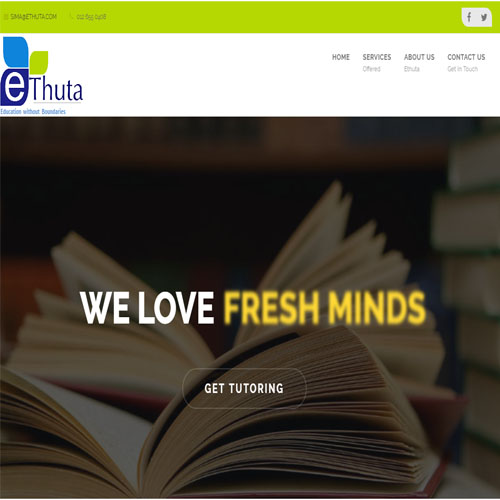 SIMA@ETHUTA.COM 012 655 0408
eThuta
Education without Boundaries
HOME SERVICES ABOUT US CONTACT US
Offered Ethuta Get In Touch
WE LOVE FRESH MINDS
GET TUTORING